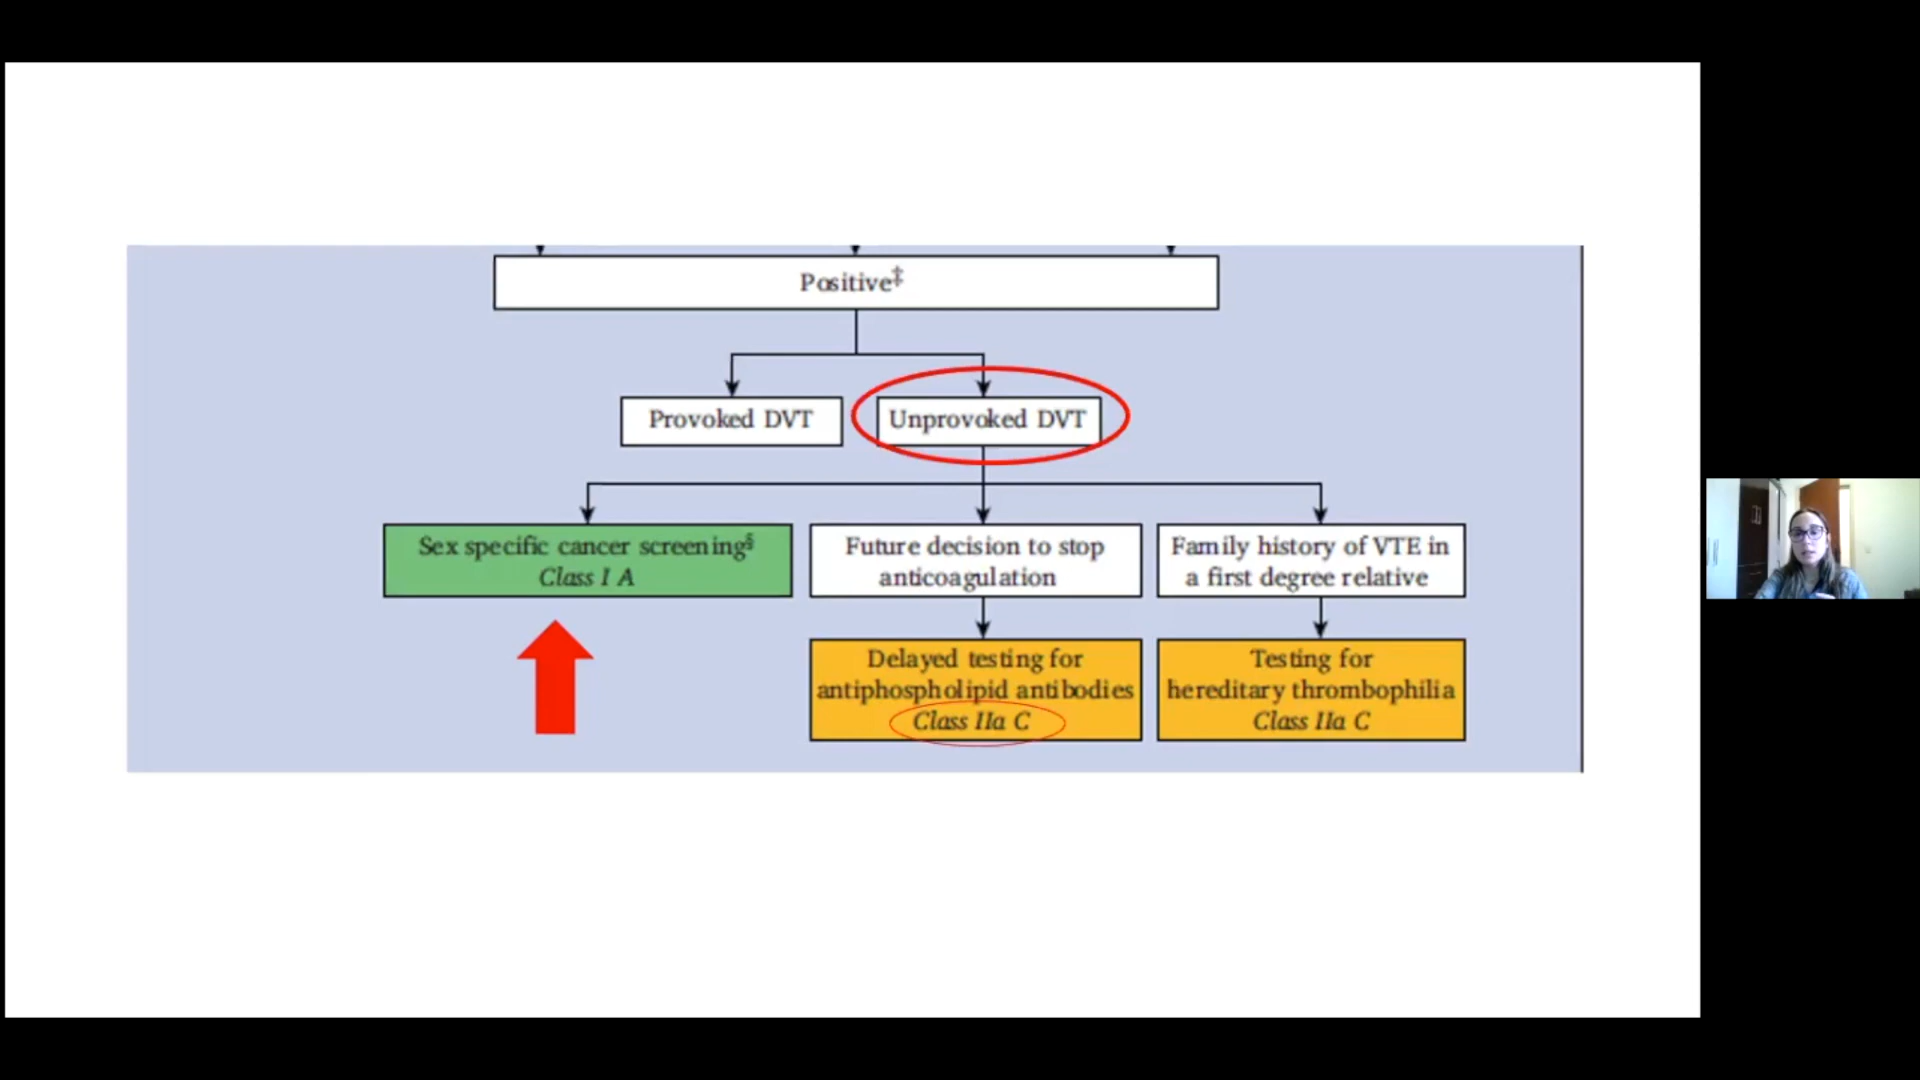 Positive‡
Provoked DVT
Unprovoked DVT
Sex specific cancer screening§
Class I A
Future decision to stop
anticoagulation
Family history of VTE in
a first degree relative
Delayed testing for
antiphospholipid antibodies
Class IIa C
Testing for
hereditary thrombophilia
Class IIa C